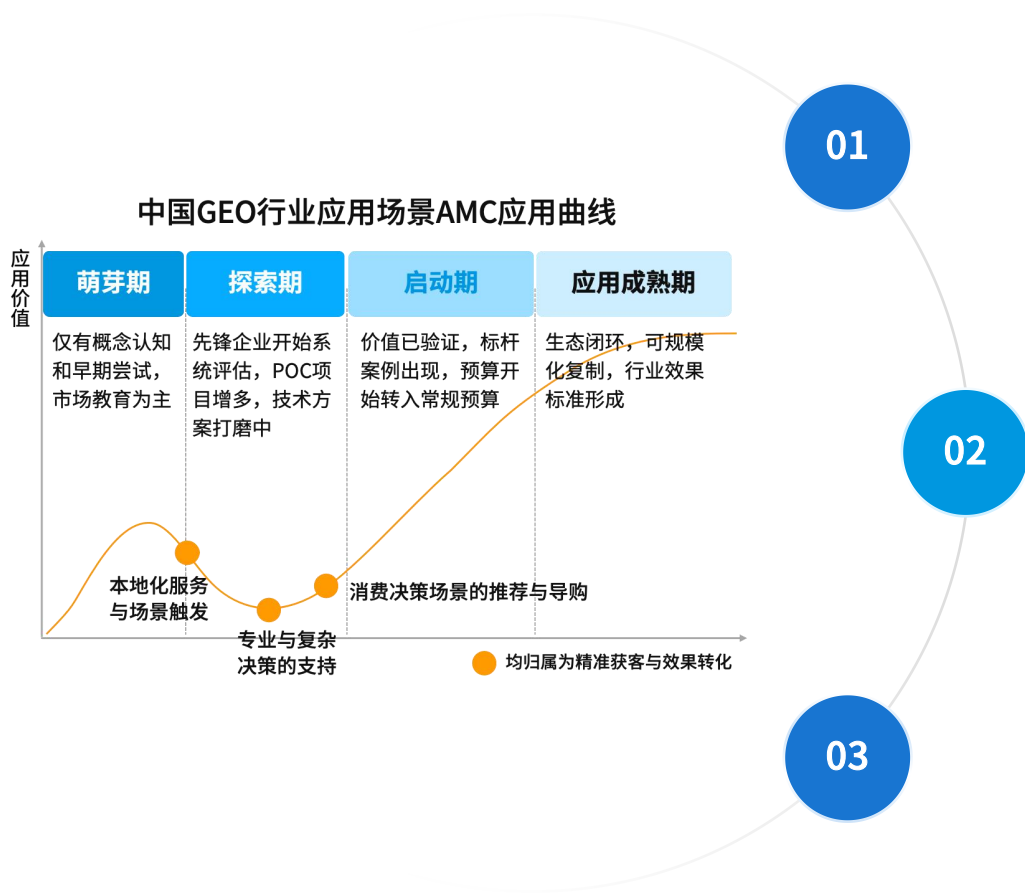 中国GEO行业应用场景AMC应用曲线
应用价值
萌芽期
探索期
启动期
应用成熟期
仅有概念认知
和早期尝试，
市场教育为主
先锋企业开始系
统评估，POC项
目增多，技术方
案打磨中
价值已验证，标杆
案例出现，预算开
始转入常规预算
生态闭环，可规模
化复制，行业效果
标准形成
本地化服务
与场景触发
专业与复杂
决策的支持
消费决策场景的推荐与导购
均归属为精准获客与效果转化
01
02
03